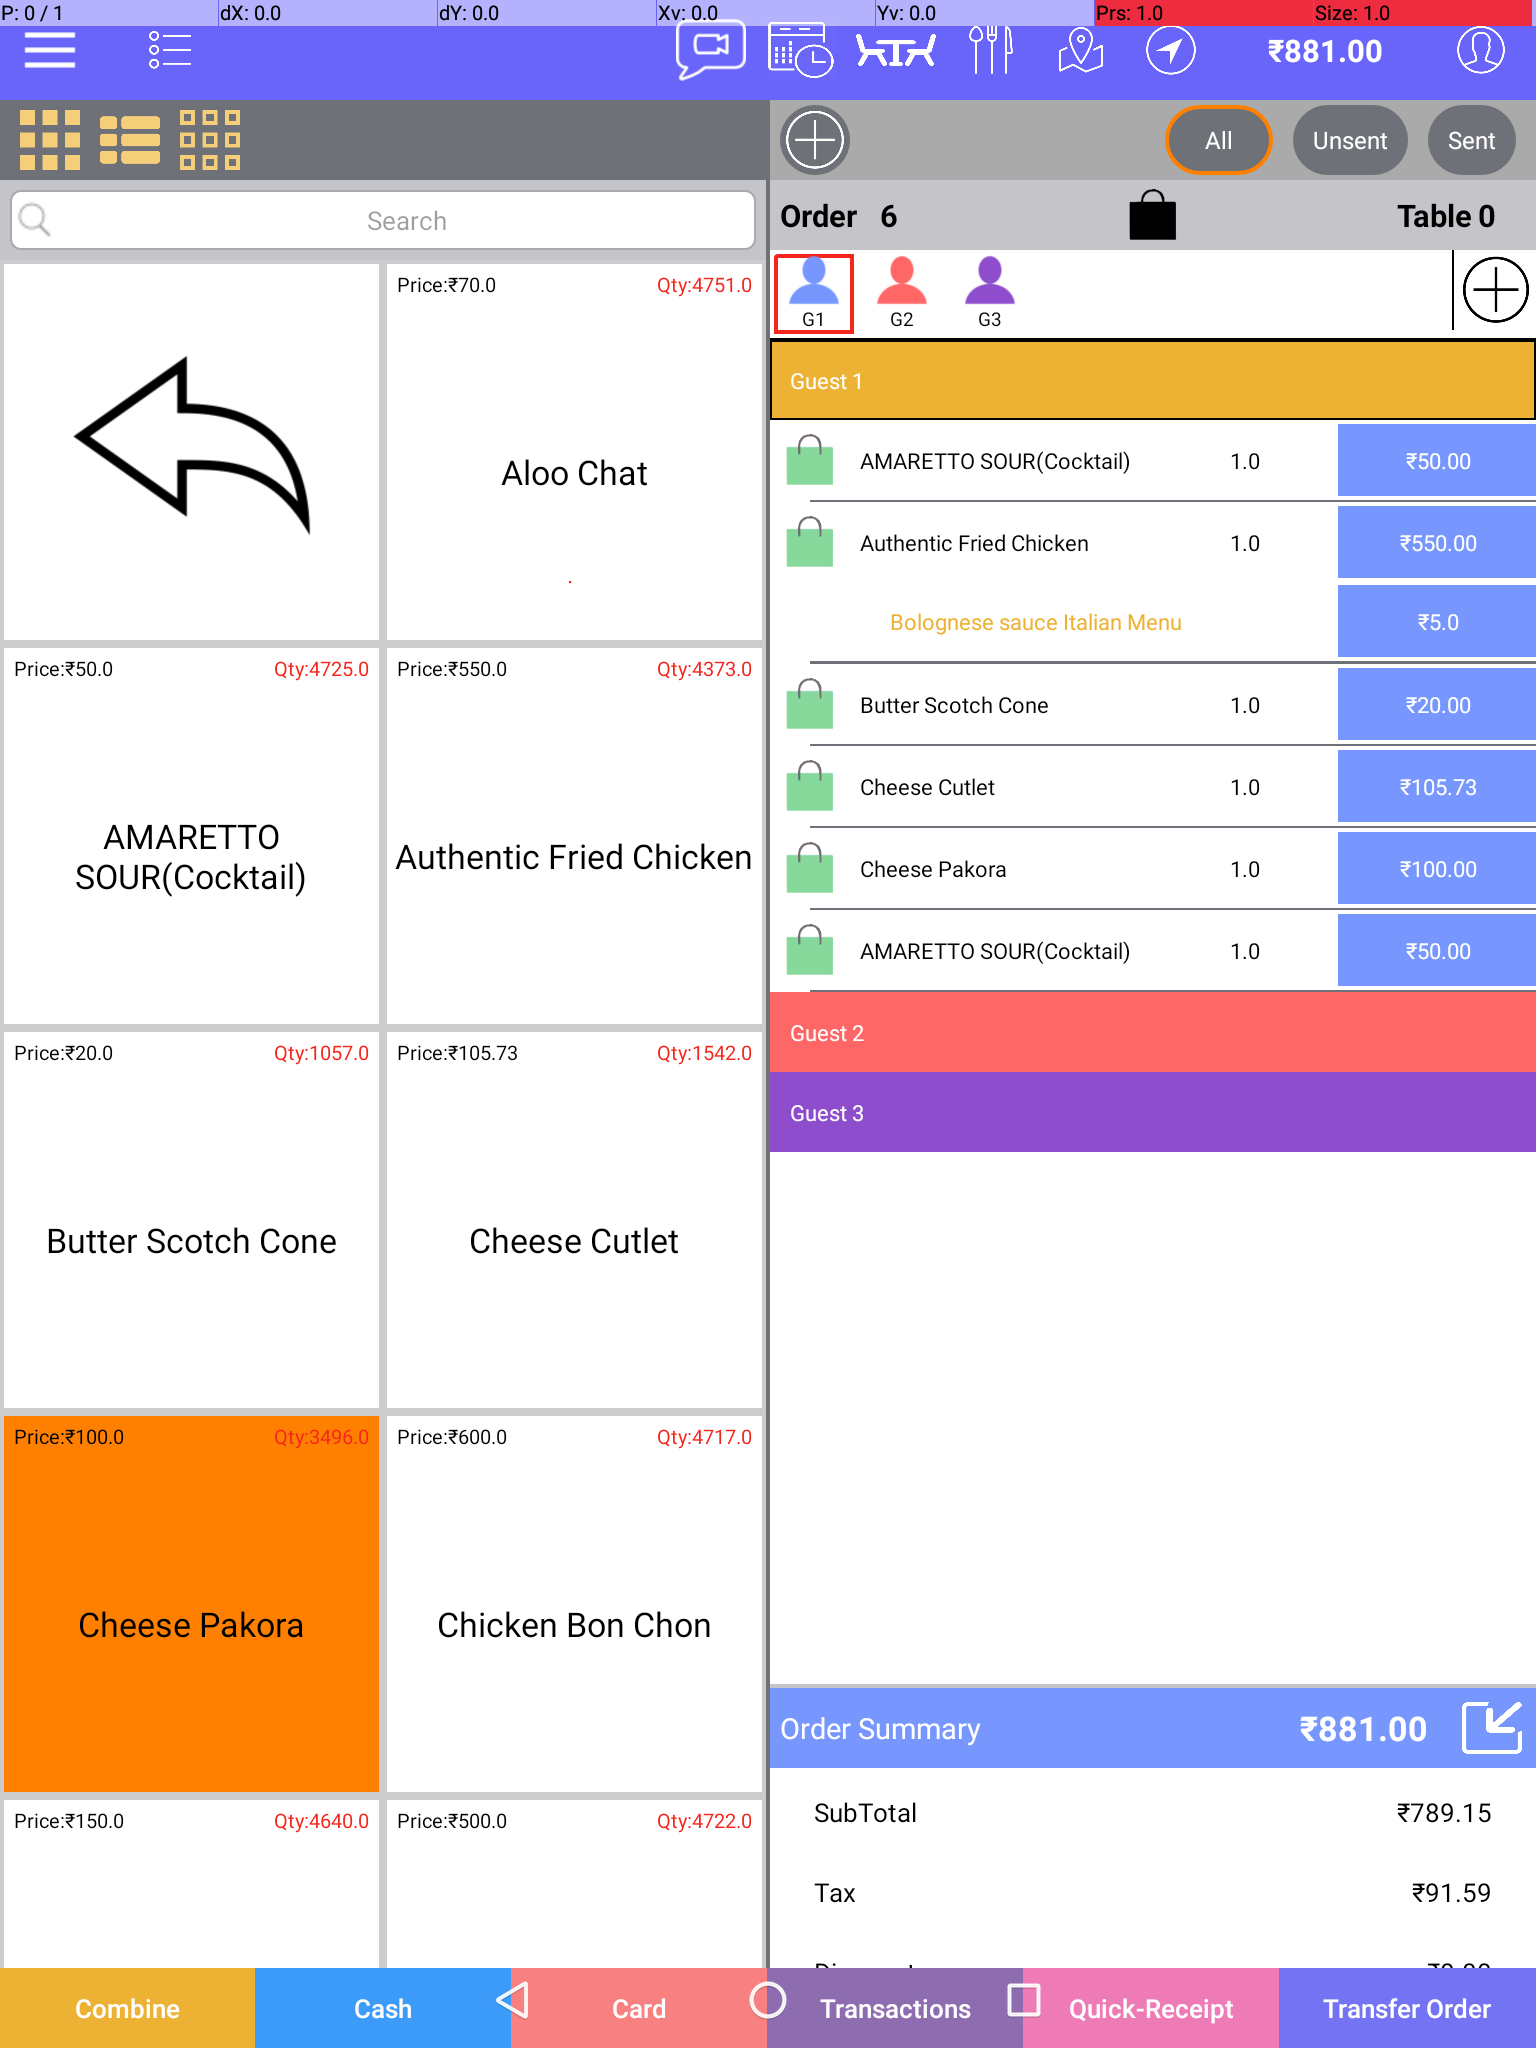 P: 0 / 1 dX: 0.0 dY: 0.0 Xv: 0.0 Yv: 0.0 Prs: 1.0 Size: 1.0
₹881.00
All Unsent Sent
Search
Order 6 Table 0
G1 G2 G3
Price:₹70.0 Qty:4751.0
Aloo Chat
Price:₹50.0 Qty:4725.0
AMARETTO
SOUR(Cocktail)
Price:₹550.0 Qty:4373.0
Authentic Fried Chicken
Price:₹20.0 Qty:1057.0
Butter Scotch Cone
Price:₹105.73 Qty:1542.0
Cheese Cutlet
Price:₹100.0 Qty:3496.0
Cheese Pakora
Price:₹600.0 Qty:4717.0
Chicken Bon Chon
Price:₹150.0 Qty:4640.0
Price:₹500.0 Qty:4722.0
Guest 1
AMARETTO SOUR(Cocktail) 1.0 ₹50.00
Authentic Fried Chicken 1.0 ₹550.00
Bolognese sauce Italian Menu ₹5.0
Butter Scotch Cone 1.0 ₹20.00
Cheese Cutlet 1.0 ₹105.73
Cheese Pakora 1.0 ₹100.00
AMARETTO SOUR(Cocktail) 1.0 ₹50.00
Guest 2
Guest 3
Order Summary ₹881.00
SubTotal ₹789.15
Tax ₹91.59
Combine Cash Card Transactions Quick-Receipt Transfer Order